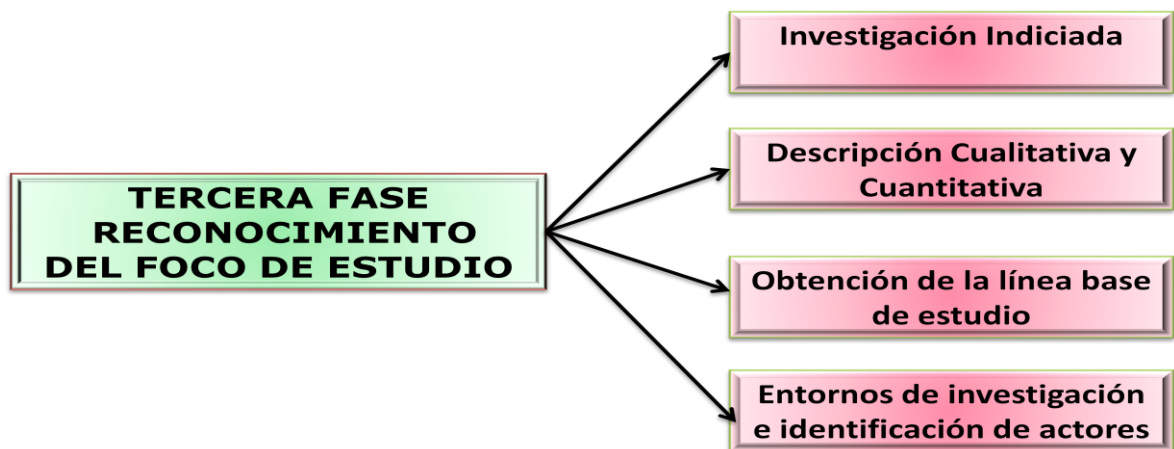 TERCERA FASE
RECONOCIMIENTO
DEL FOCO DE ESTUDIO
Investigación Indiciada
Descripción Cualitativa y
Cuantitativa
Obtención de la línea base
de estudio
Entornos de investigación
e identificación de actores